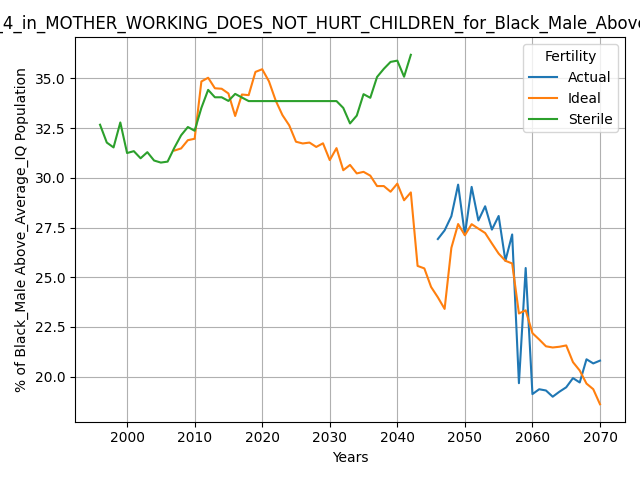 _4_in_MOTHER_WORKING_DOES_NOT_HURT_CHILDREN_for_Black_Male_Above
% of Black_Male Above_Average_IQ Population
35.0
32.5
30.0
27.5
25.0
22.5
20.0
2000 2010 2020 2030 2040 2050 2060 2070
Years
Fertility
Actual
Ideal
Sterile